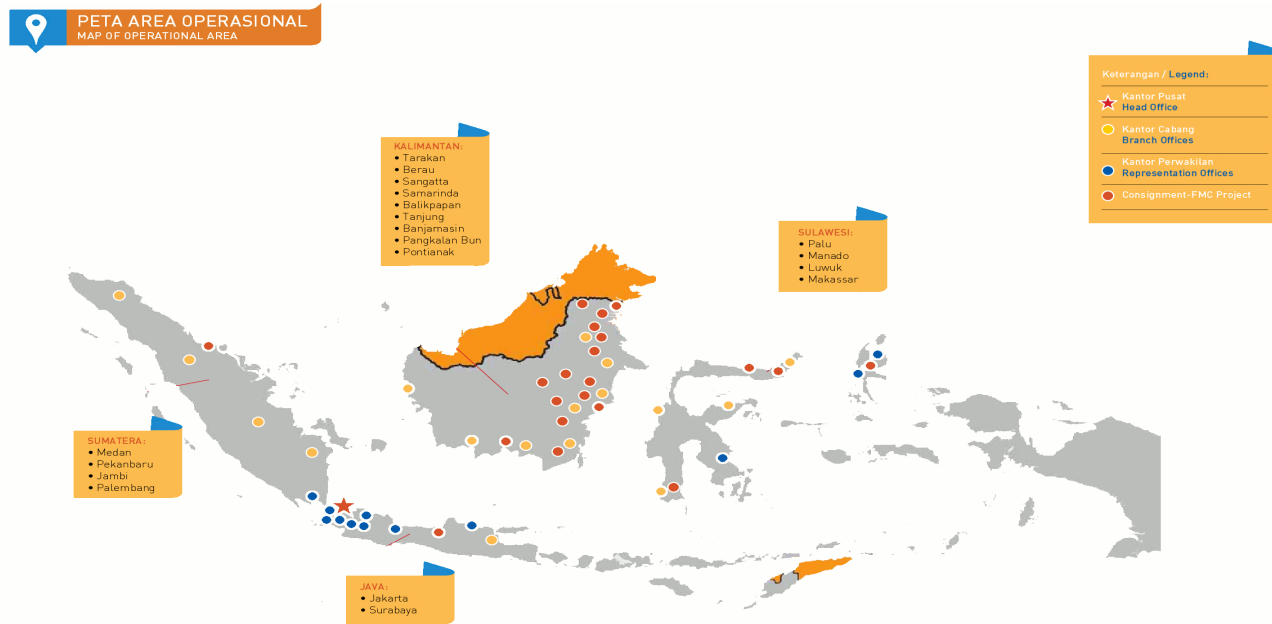 PETA AREA OPERASIONAL
MAP OF OPERATIONAL AREA
Keterangan / Legend:
Kantor Pusat
Head Office
Kantor Cabang
Branch Offices
Kantor Perwakilan
Representation Offices
Consignment-FMC Project
KALIMANTAN:
• Tarakan
• Berau
• Sangatta
• Samarinda
• Balikpapan
• Tanjung
• Banjamasin
• Pangkalan Bun
• Pontianak
SULAWESI:
• Palu
• Manado
• Luwuk
• Makassar
SUMATERA:
• Medan
• Pekanbaru
• Jambi
• Palembang
JAVA:
• Jakarta
• Surabaya